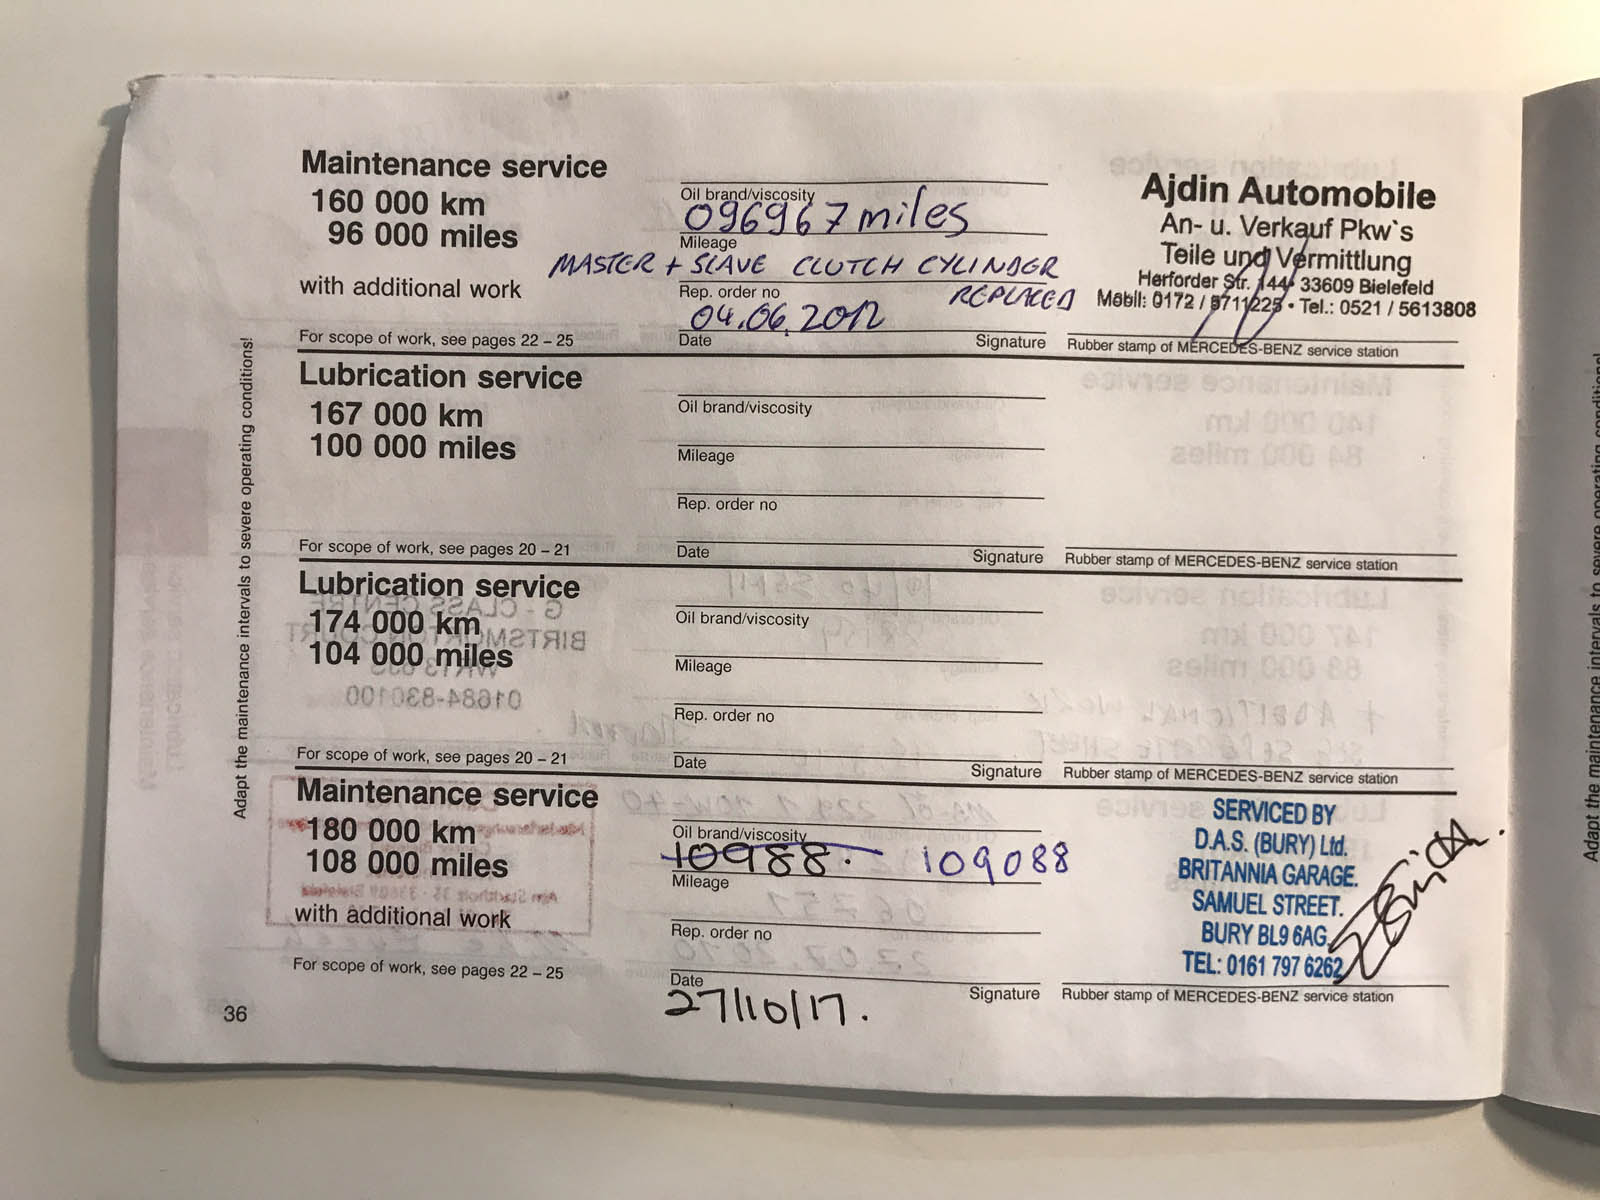 Maintenance service
160 000 km
96 000 miles
with additional work
For scope of work, see pages 22 – 25
Oil brand/viscosity
096967 miles
Mileage
MASTER + SLAVE CLUTCH CYLINDER
REPLACED
Rep. order no
04.06.2012
Date
Signature
Ajdin Automobile
An- u. Verkauf Pkw`s
Teile und Vermittlung
Herforder Str. 144 · 33609 Bielefeld
Mobil: 0172 / 5711225 • Tel.: 0521 / 5613808
Rubber stamp of MERCEDES-BENZ service station
Lubrication service
167 000 km
100 000 miles
For scope of work, see pages 20 – 21
Oil brand/viscosity
Mileage
Rep. order no
Date
Signature
Rubber stamp of MERCEDES-BENZ service station
Lubrication service
174 000 km
104 000 miles
For scope of work, see pages 20 – 21
Oil brand/viscosity
Mileage
Rep. order no
Date
Signature
Rubber stamp of MERCEDES-BENZ service station
Maintenance service
180 000 km
108 000 miles
with additional work
For scope of work, see pages 22 – 25
Oil brand/viscosity
10988. 109088
Mileage
Rep. order no
Date
27/10/17.
Signature
SERVICED BY
D.A.S. (BURY) Ltd.
BRITANNIA GARAGE.
SAMUEL STREET.
BURY BL9 6AG.
TEL: 0161 797 6262
Rubber stamp of MERCEDES-BENZ service station
Adapt the maintenance intervals to severe operating conditions!
36
Adapt the maintenance intervals to severe operating conditions!